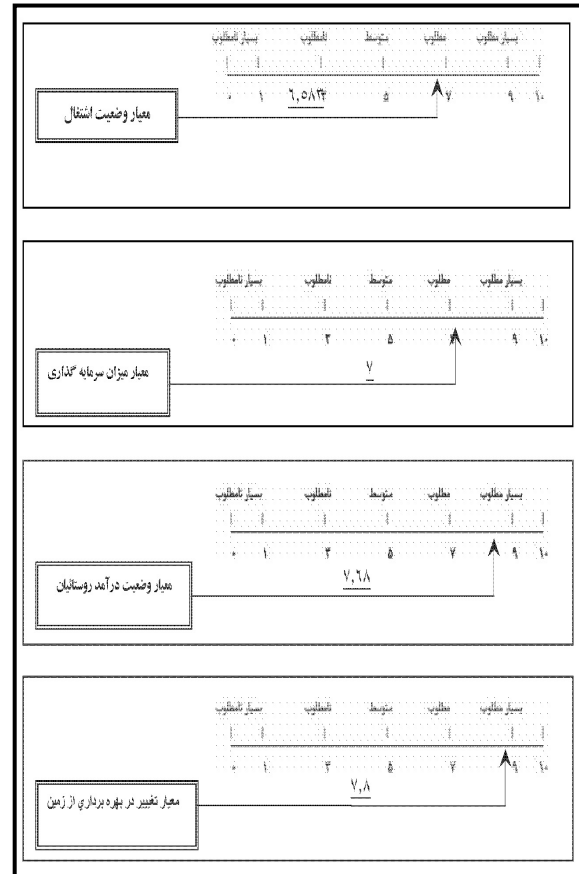 بسیار نامطلوب نامطلوب متوسط مطلوب بسیار مطلوب
۰ ۱ ۳ ۵ ۷ ۹ ۱۰
۶,۵۸۳
معیار وضعیت اشتغال
بسیار نامطلوب نامطلوب متوسط مطلوب بسیار مطلوب
۰ ۱ ۳ ۵ ۷ ۹ ۱۰
۷
معیار میزان سرمایه گذاری
بسیار نامطلوب نامطلوب متوسط مطلوب بسیار مطلوب
۰ ۱ ۳ ۵ ۷ ۹ ۱۰
۷,۶۸
معیار وضعیت درآمد روستائیان
بسیار نامطلوب نامطلوب متوسط مطلوب بسیار مطلوب
۰ ۱ ۳ ۵ ۷ ۹ ۱۰
۷,۸
معیار تغییر در بهره برداري از زمین